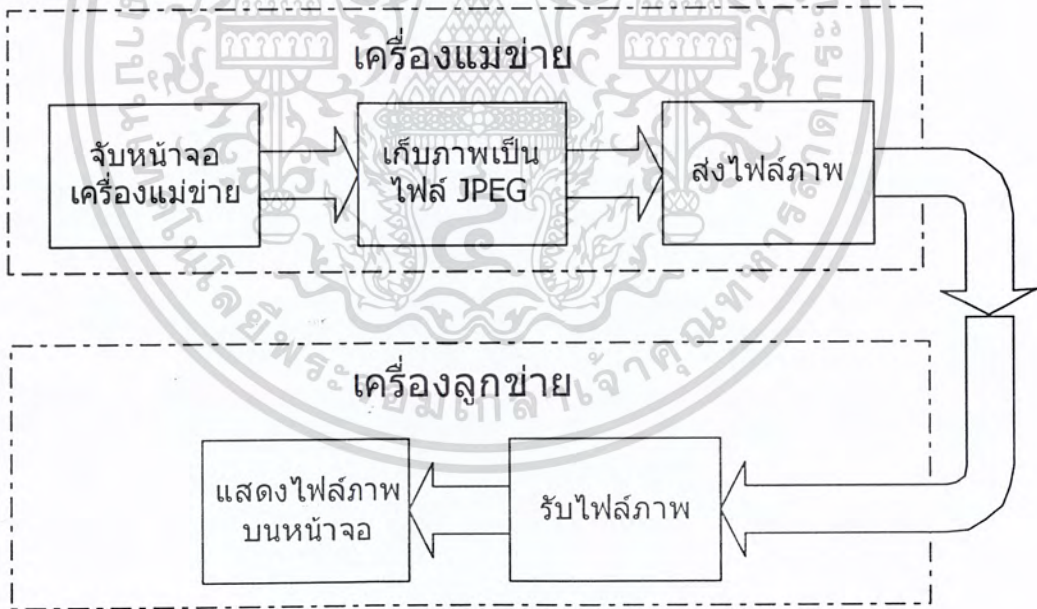 เครื่องแม่ข่าย
จับหน้าจอ
เครื่องแม่ข่าย
เก็บภาพเป็น
ไฟล์ JPEG
ส่งไฟล์ภาพ
เครื่องลูกข่าย
แสดงไฟล์ภาพ
บนหน้าจอ
รับไฟล์ภาพ